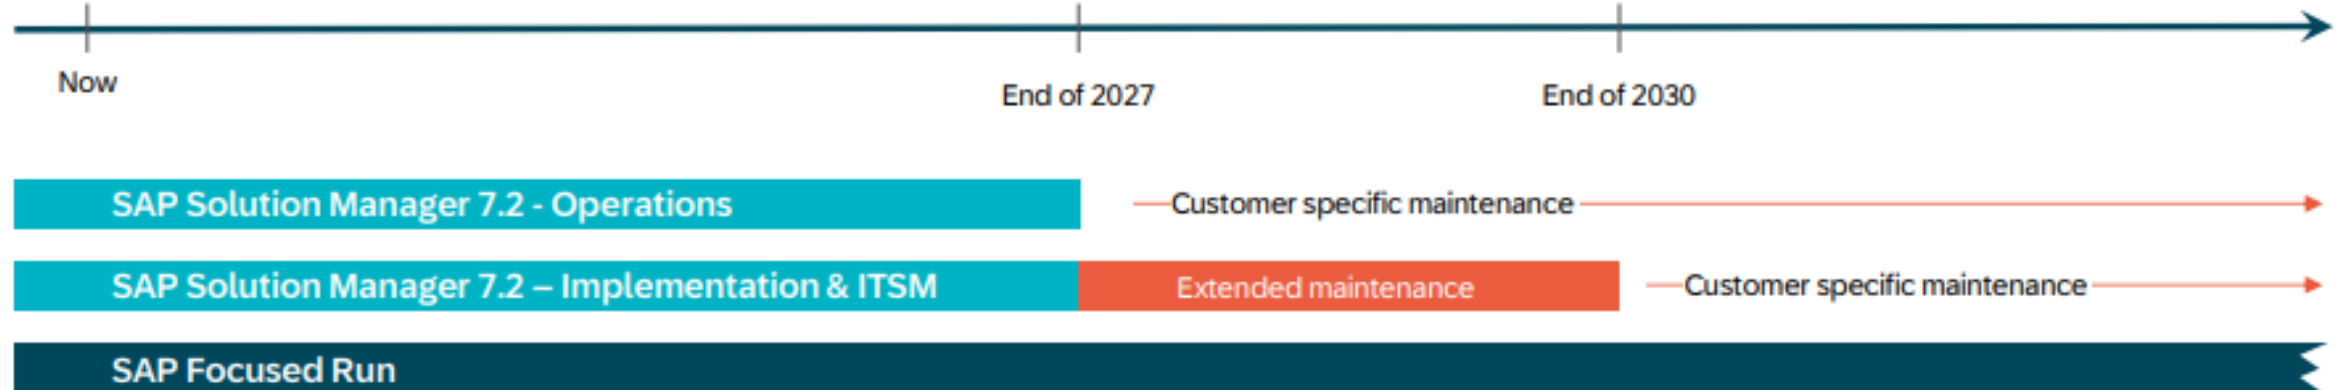 Now
End of 2027
End of 2030
SAP Solution Manager 7.2 - Operations
Customer specific maintenance
SAP Solution Manager 7.2 – Implementation & ITSM
Extended maintenance
Customer specific maintenance
SAP Focused Run